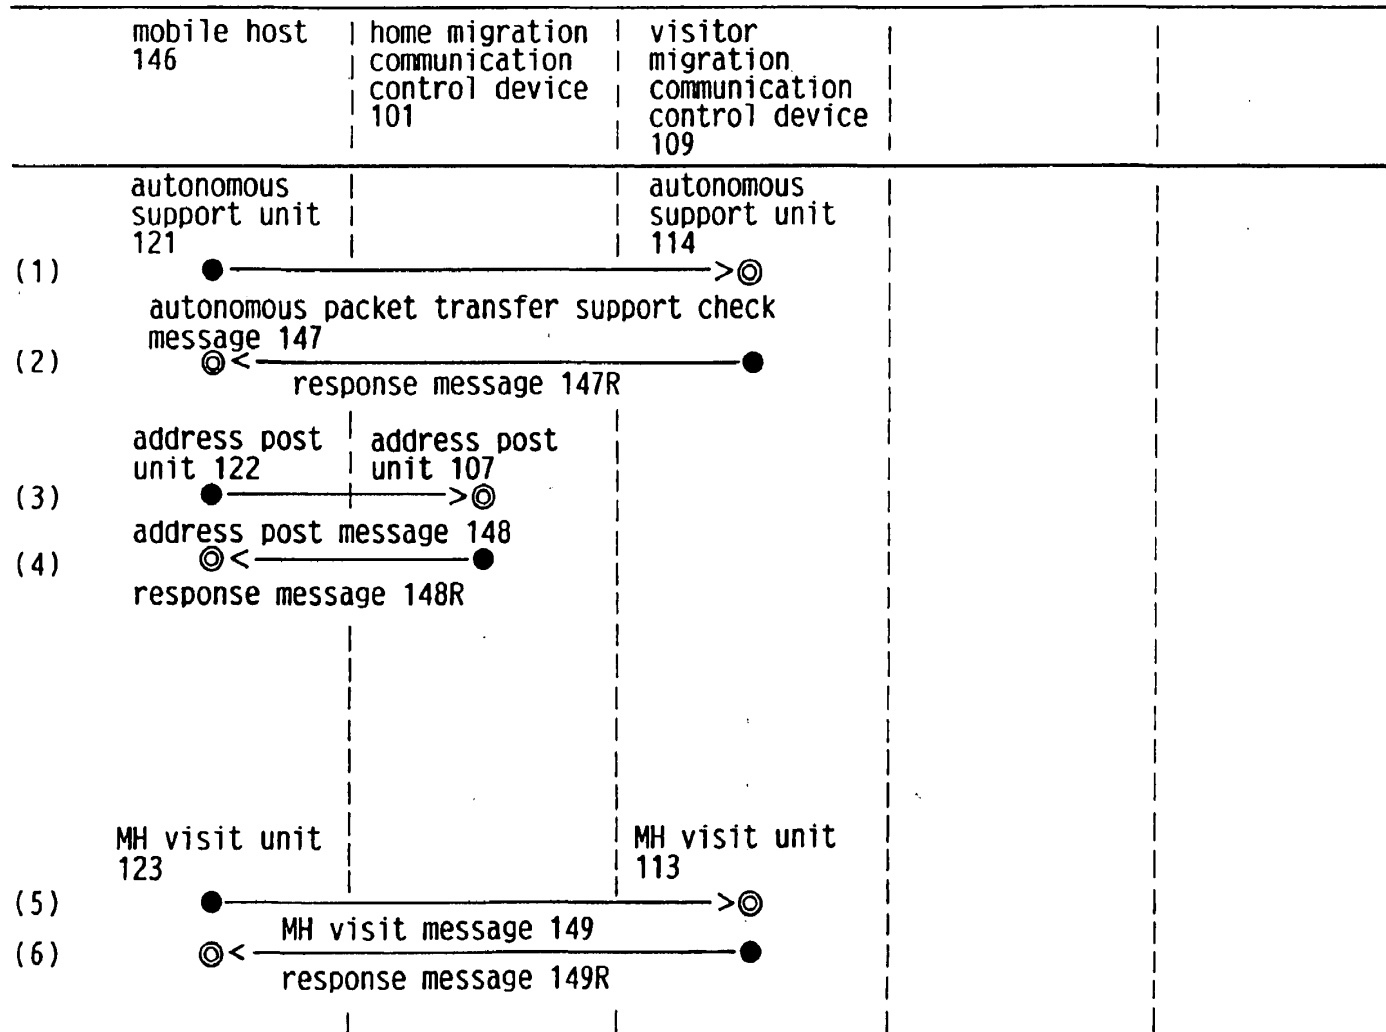 mobile host
146
home migration
communication
control device
101
visitor
migration
communication
control device
109
autonomous
support unit
121
autonomous
support unit
114
(1)
autonomous packet transfer support check
message 147
(2)
response message 147R
address post
unit 122
address post
unit 107
(3)
address post message 148
(4)
response message 148R
MH visit unit
123
MH visit unit
113
(5)
MH visit message 149
(6)
response message 149R